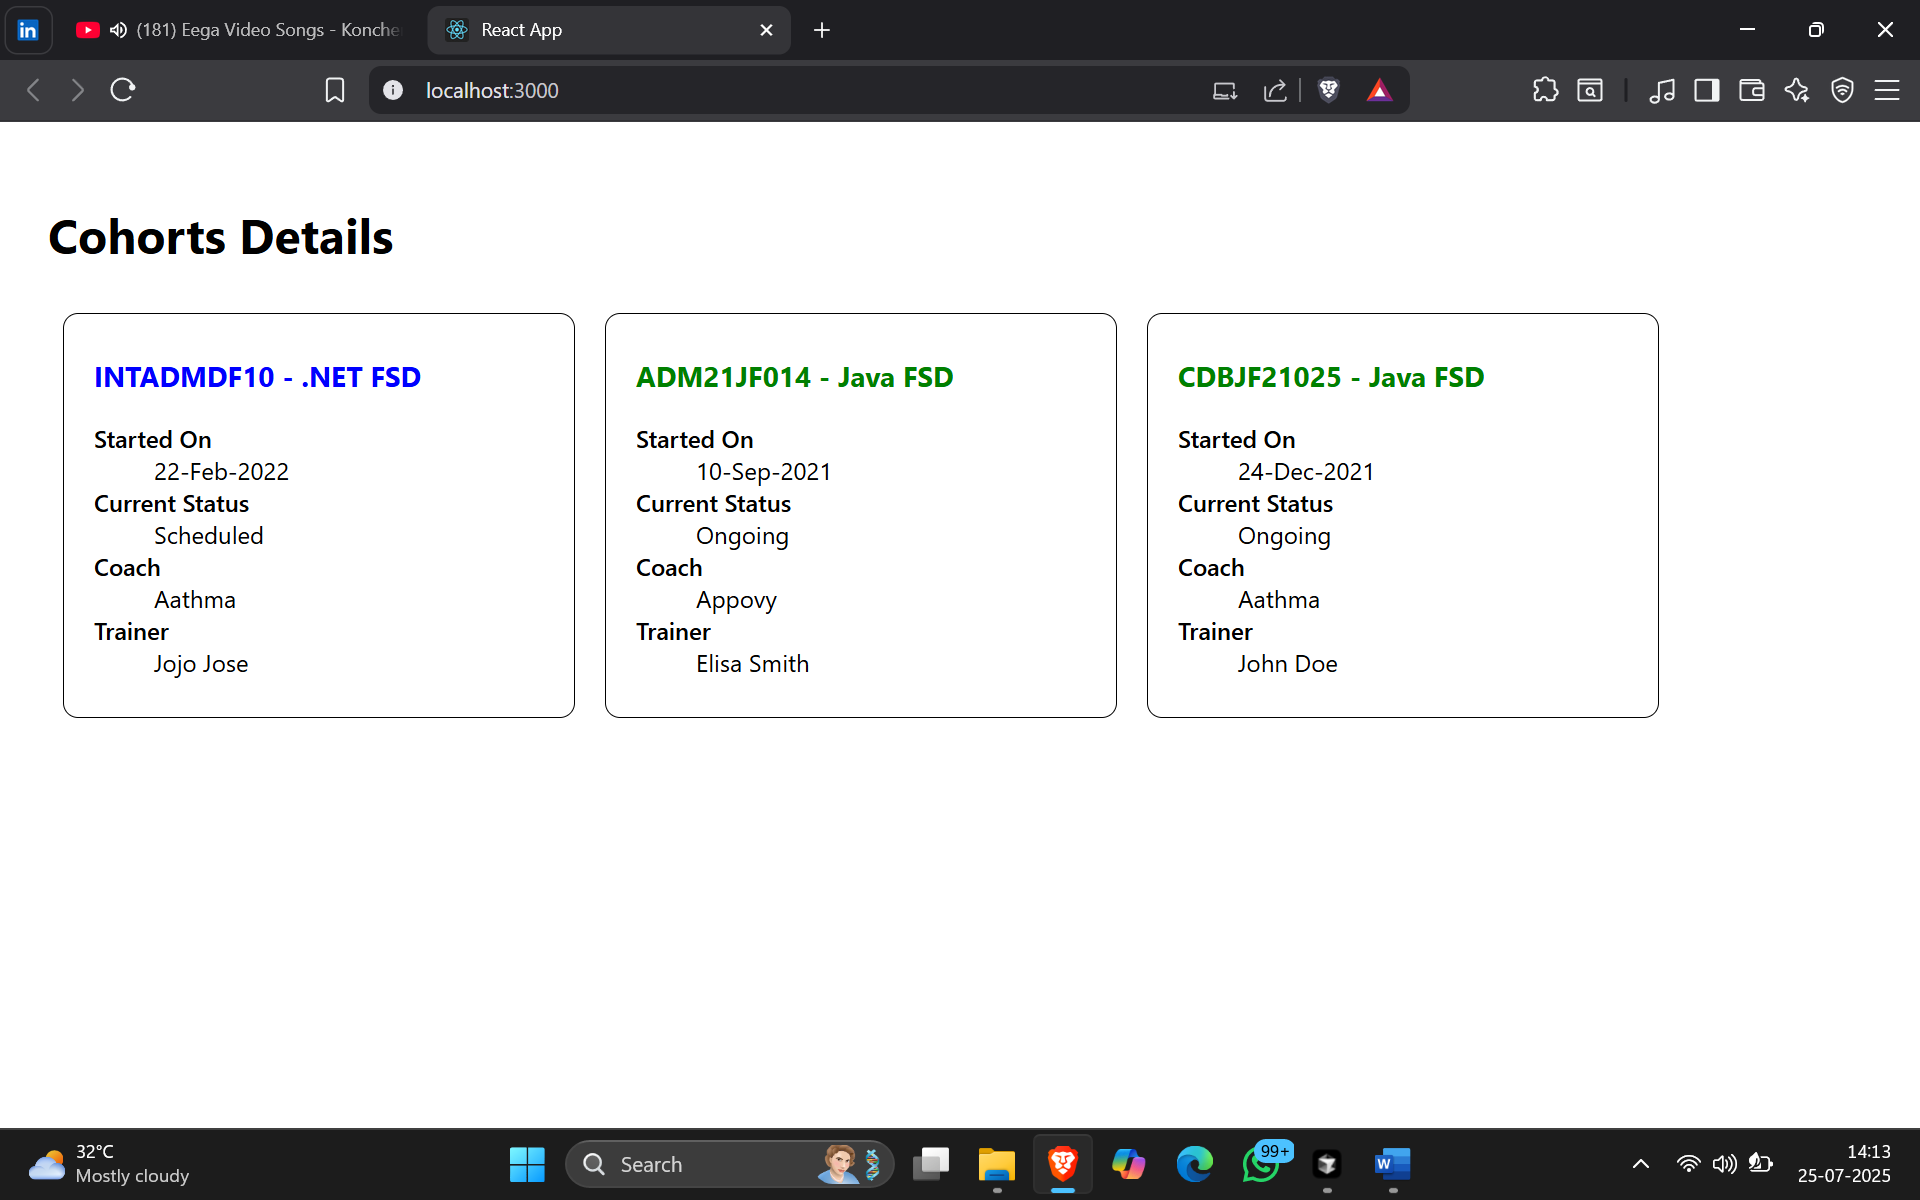 (181) Eega Video Songs - Konche
React App
localhost:3000
Cohorts Details
INTADMDF10 - .NET FSD
Started On
22-Feb-2022
Current Status
Scheduled
Coach
Aathma
Trainer
Jojo Jose
ADM21JF014 - Java FSD
Started On
10-Sep-2021
Current Status
Ongoing
Coach
Appovy
Trainer
Elisa Smith
CDBJF21025 - Java FSD
Started On
24-Dec-2021
Current Status
Ongoing
Coach
Aathma
Trainer
John Doe
32°C
Mostly cloudy
Search
99+
14:13
25-07-2025